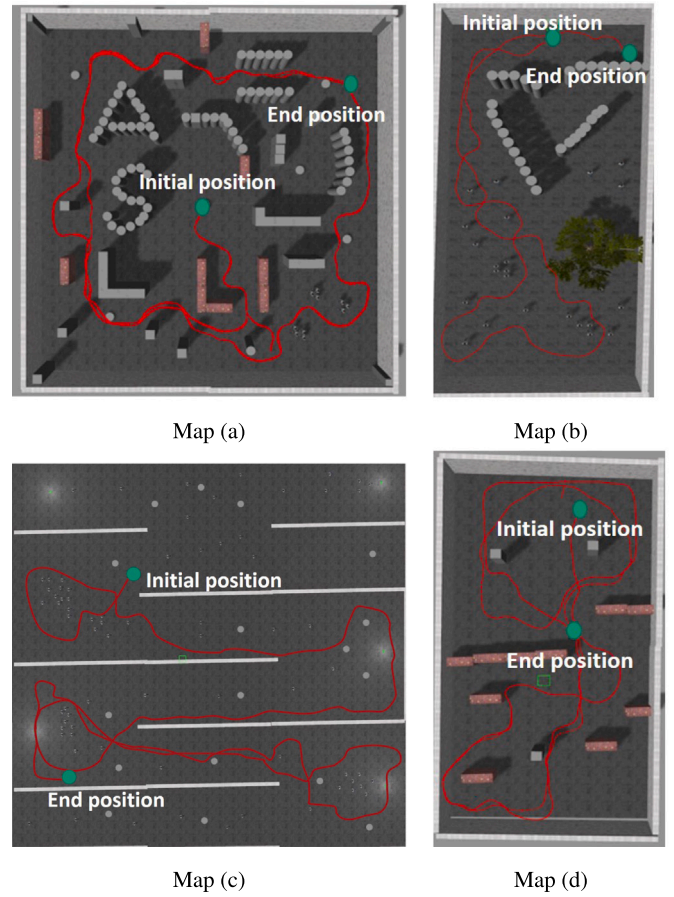 Initial position
End position
End position
Initial position
Map (a)
Map (b)
Initial position
End position
Initial position
End position
Map (c)
Map (d)